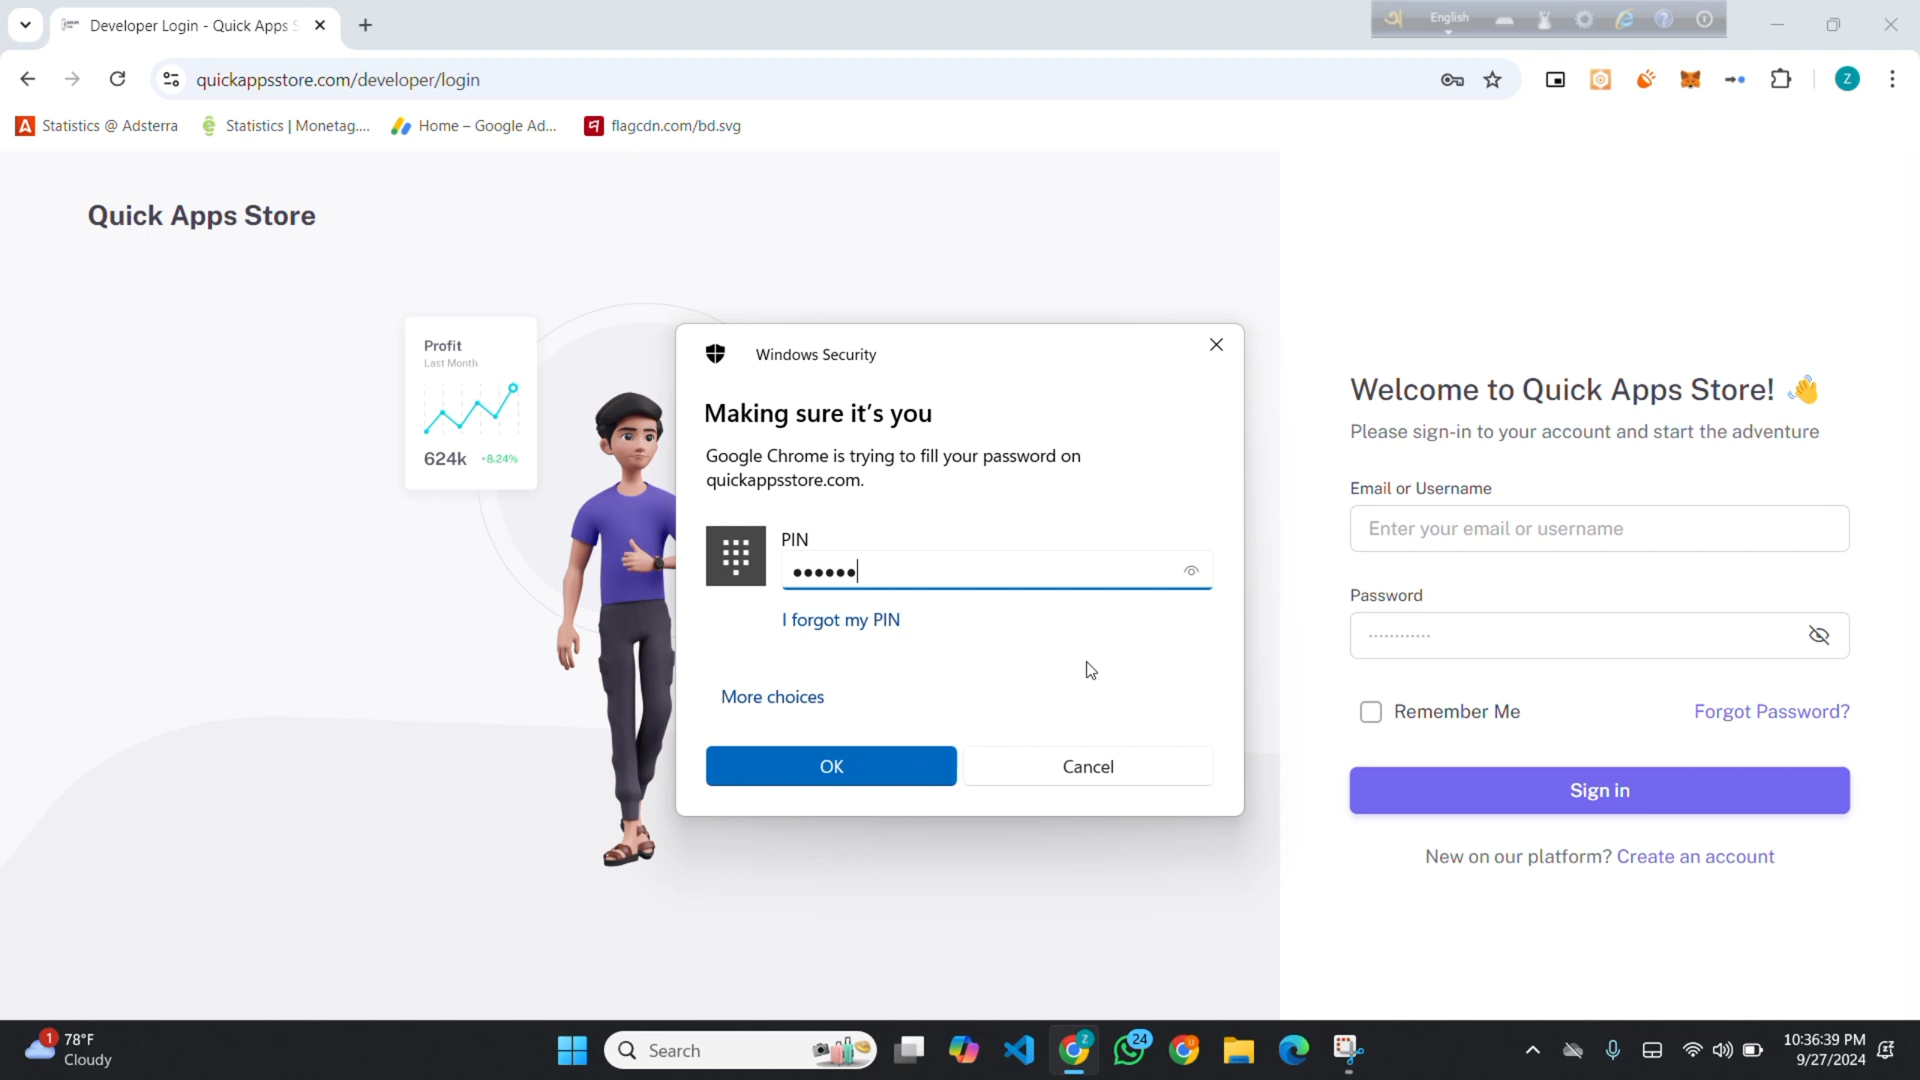 Developer Login - Quick Apps S
English
quickappsstore.com/developer/login
Z
Statistics @ Adsterra
Statistics | Monetag....
Home – Google Ad...
flagcdn.com/bd.svg
Quick Apps Store
Profit
Last Month
624k +8.24%
Windows Security
Making sure it's you
Google Chrome is trying to fill your password on
quickappsstore.com.
PIN
●●●●●●
I forgot my PIN
More choices
OK
Cancel
Welcome to Quick Apps Store! 👋
Please sign-in to your account and start the adventure
Email or Username
Enter your email or username
Password
············
Remember Me
Forgot Password?
Sign in
New on our platform? Create an account
1
78°F
Cloudy
Search
Z
24
10:36:39 PM
9/27/2024